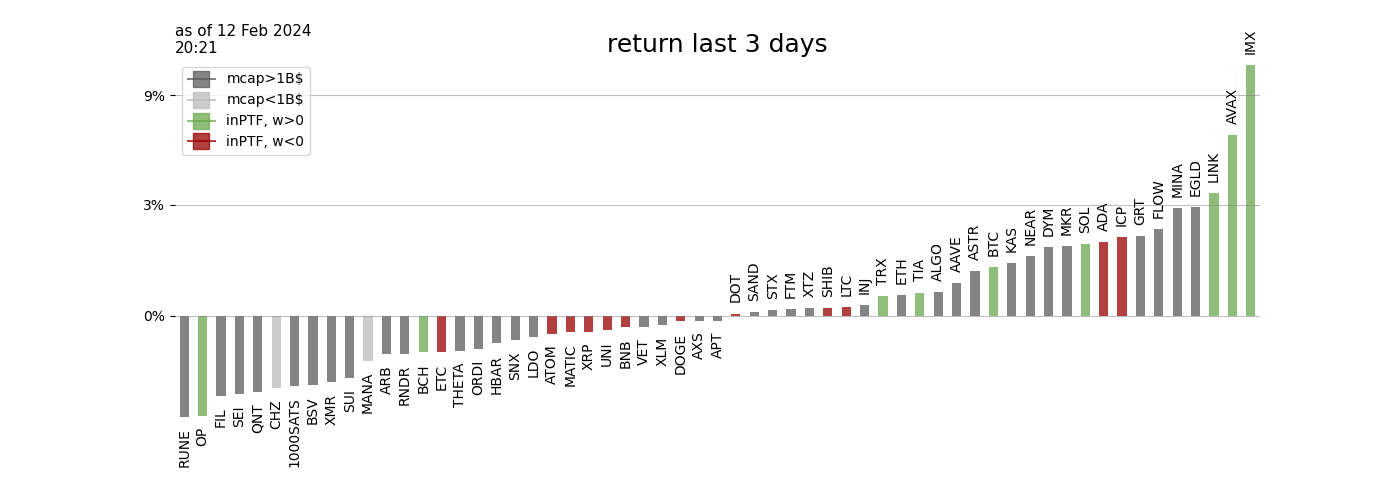 as of 12 Feb 2024
20:21
return last 3 days
mcap>1B$
mcap<1B$
inPTF, w>0
inPTF, w<0
9%
3%
0%
RUNE
OP
FIL
SEI
QNT
CHZ
1000SATS
BSV
XMR
SUI
MANA
ARB
RNDR
BCH
ETC
THETA
ORDI
HBAR
SNX
LDO
ATOM
MATIC
XRP
UNI
BNB
VET
XLM
DOGE
AXS
APT
DOT
SAND
STX
FTM
XTZ
SHIB
LTC
INJ
TRX
ETH
TIA
ALGO
AAVE
ASTR
BTC
KAS
NEAR
DYM
MKR
SOL
ADA
ICP
GRT
FLOW
MINA
EGLD
LINK
AVAX
IMX